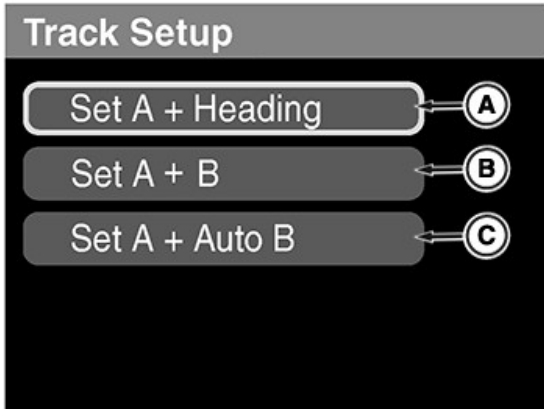 Track Setup
Set A + Heading A
Set A + B B
Set A + Auto B C